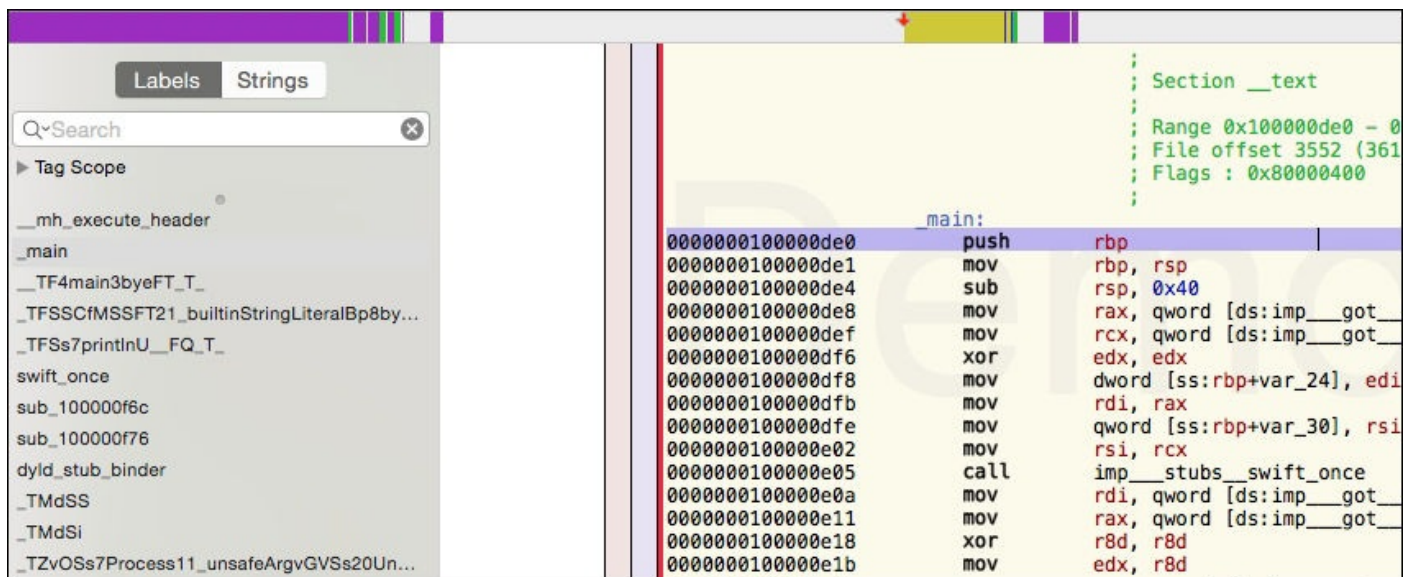 Labels Strings
Search
Tag Scope
__mh_execute_header
_main
__TF4main3byeFT_T_
_TFSSCfMSSFT21_builtinStringLiteralBp8by...
_TFSs7printlnU__FQ_T_
swift_once
sub_100000f6c
sub_100000f76
dyld_stub_binder
_TMdSS
_TMdSi
_TZvOSs7Process11_unsafeArgvGVSs20Un...
;
; Section __text
;
; Range 0x100000de0 – 0
; File offset 3552 (361
; Flags : 0x80000400
;
_main:
0000000100000de0 push rbp
0000000100000de1 mov rbp, rsp
0000000100000de4 sub rsp, 0x40
0000000100000de8 mov rax, qword [ds:imp___got__
0000000100000def mov rcx, qword [ds:imp___got__
0000000100000df6 xor edx, edx
0000000100000df8 mov dword [ss:rbp+var_24], edi
0000000100000dfb mov rdi, rax
0000000100000dfe mov qword [ss:rbp+var_30], rsi
0000000100000e02 mov rsi, rcx
0000000100000e05 call imp___stubs__swift_once
0000000100000e0a mov rdi, qword [ds:imp___got__
0000000100000e11 mov rax, qword [ds:imp___got__
0000000100000e18 xor r8d, r8d
0000000100000e1b mov edx, r8d
Demo